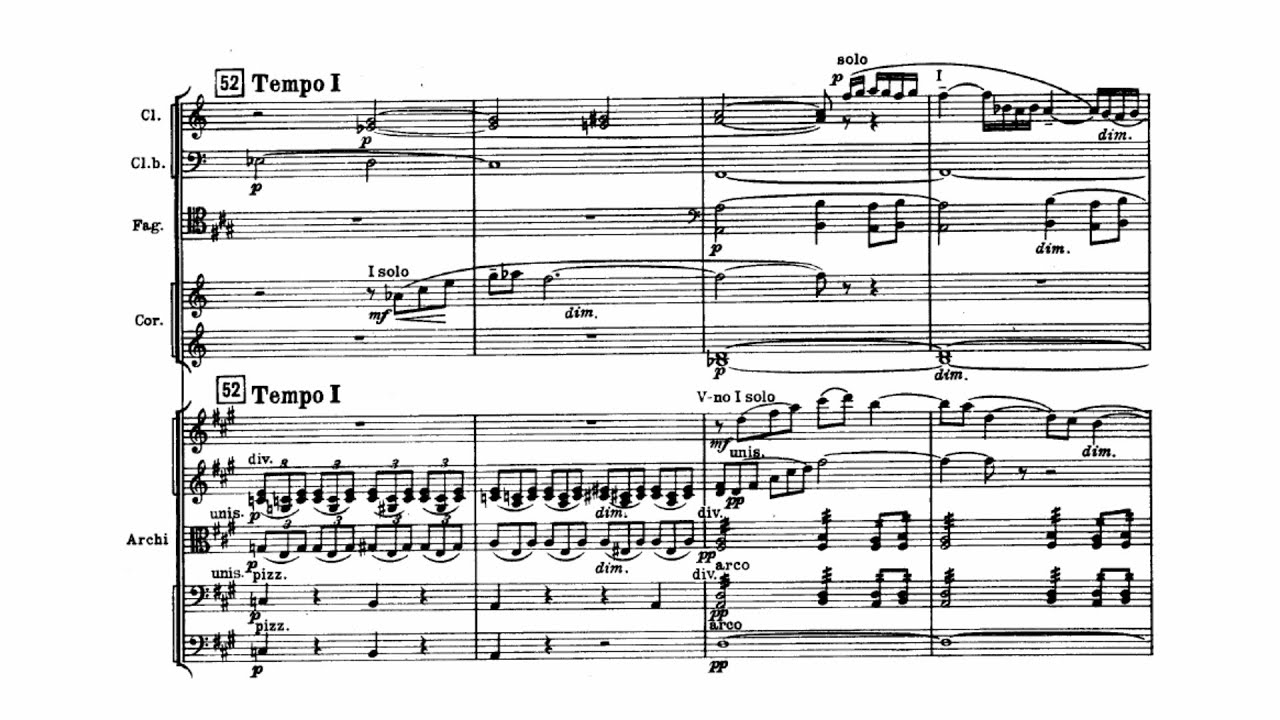 52 Tempo I
solo
p
I
Cl.
p
dim.
Cl.b.
p
Fag.
p
dim.
I solo
mf
dim.
Cor.
p
dim.
52 Tempo I
V-no I solo
mf
dim.
div.
3 3 3 3
unis.
p
dim.
pp
unis.
3 3 3 3
div.
Archi
p
dim.
pp
unis. pizz.
div. arco
p
pp
pizz.
arco
p
pp